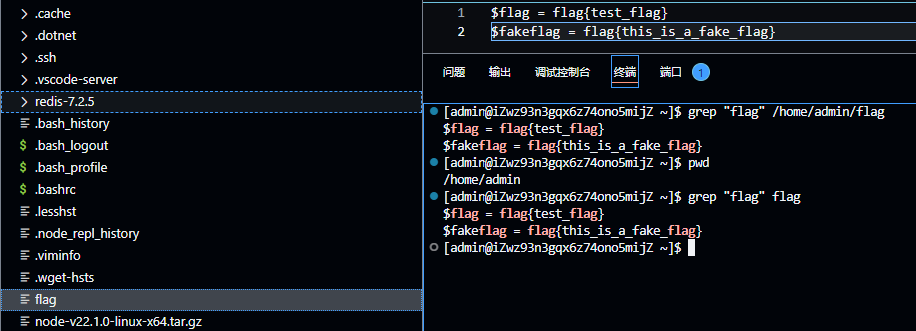 .cache
.dotnet
.ssh
.vscode-server
redis-7.2.5
.bash_history
.bash_logout
.bash_profile
.bashrc
.lesshst
.node_repl_history
.viminfo
.wget-hsts
flag
node-v22.1.0-linux-x64.tar.gz
1 $flag = flag{test_flag}
2 $fakeflag = flag{this_is_a_fake_flag}
问题 输出 调试控制台 终端 端口 1
[admin@iZwz93n3gqx6z74ono5mijZ ~]$ grep "flag" /home/admin/flag
$flag = flag{test_flag}
$fakeflag = flag{this_is_a_fake_flag}
[admin@iZwz93n3gqx6z74ono5mijZ ~]$ pwd
/home/admin
[admin@iZwz93n3gqx6z74ono5mijZ ~]$ grep "flag" flag
$flag = flag{test_flag}
$fakeflag = flag{this_is_a_fake_flag}
[admin@iZwz93n3gqx6z74ono5mijZ ~]$